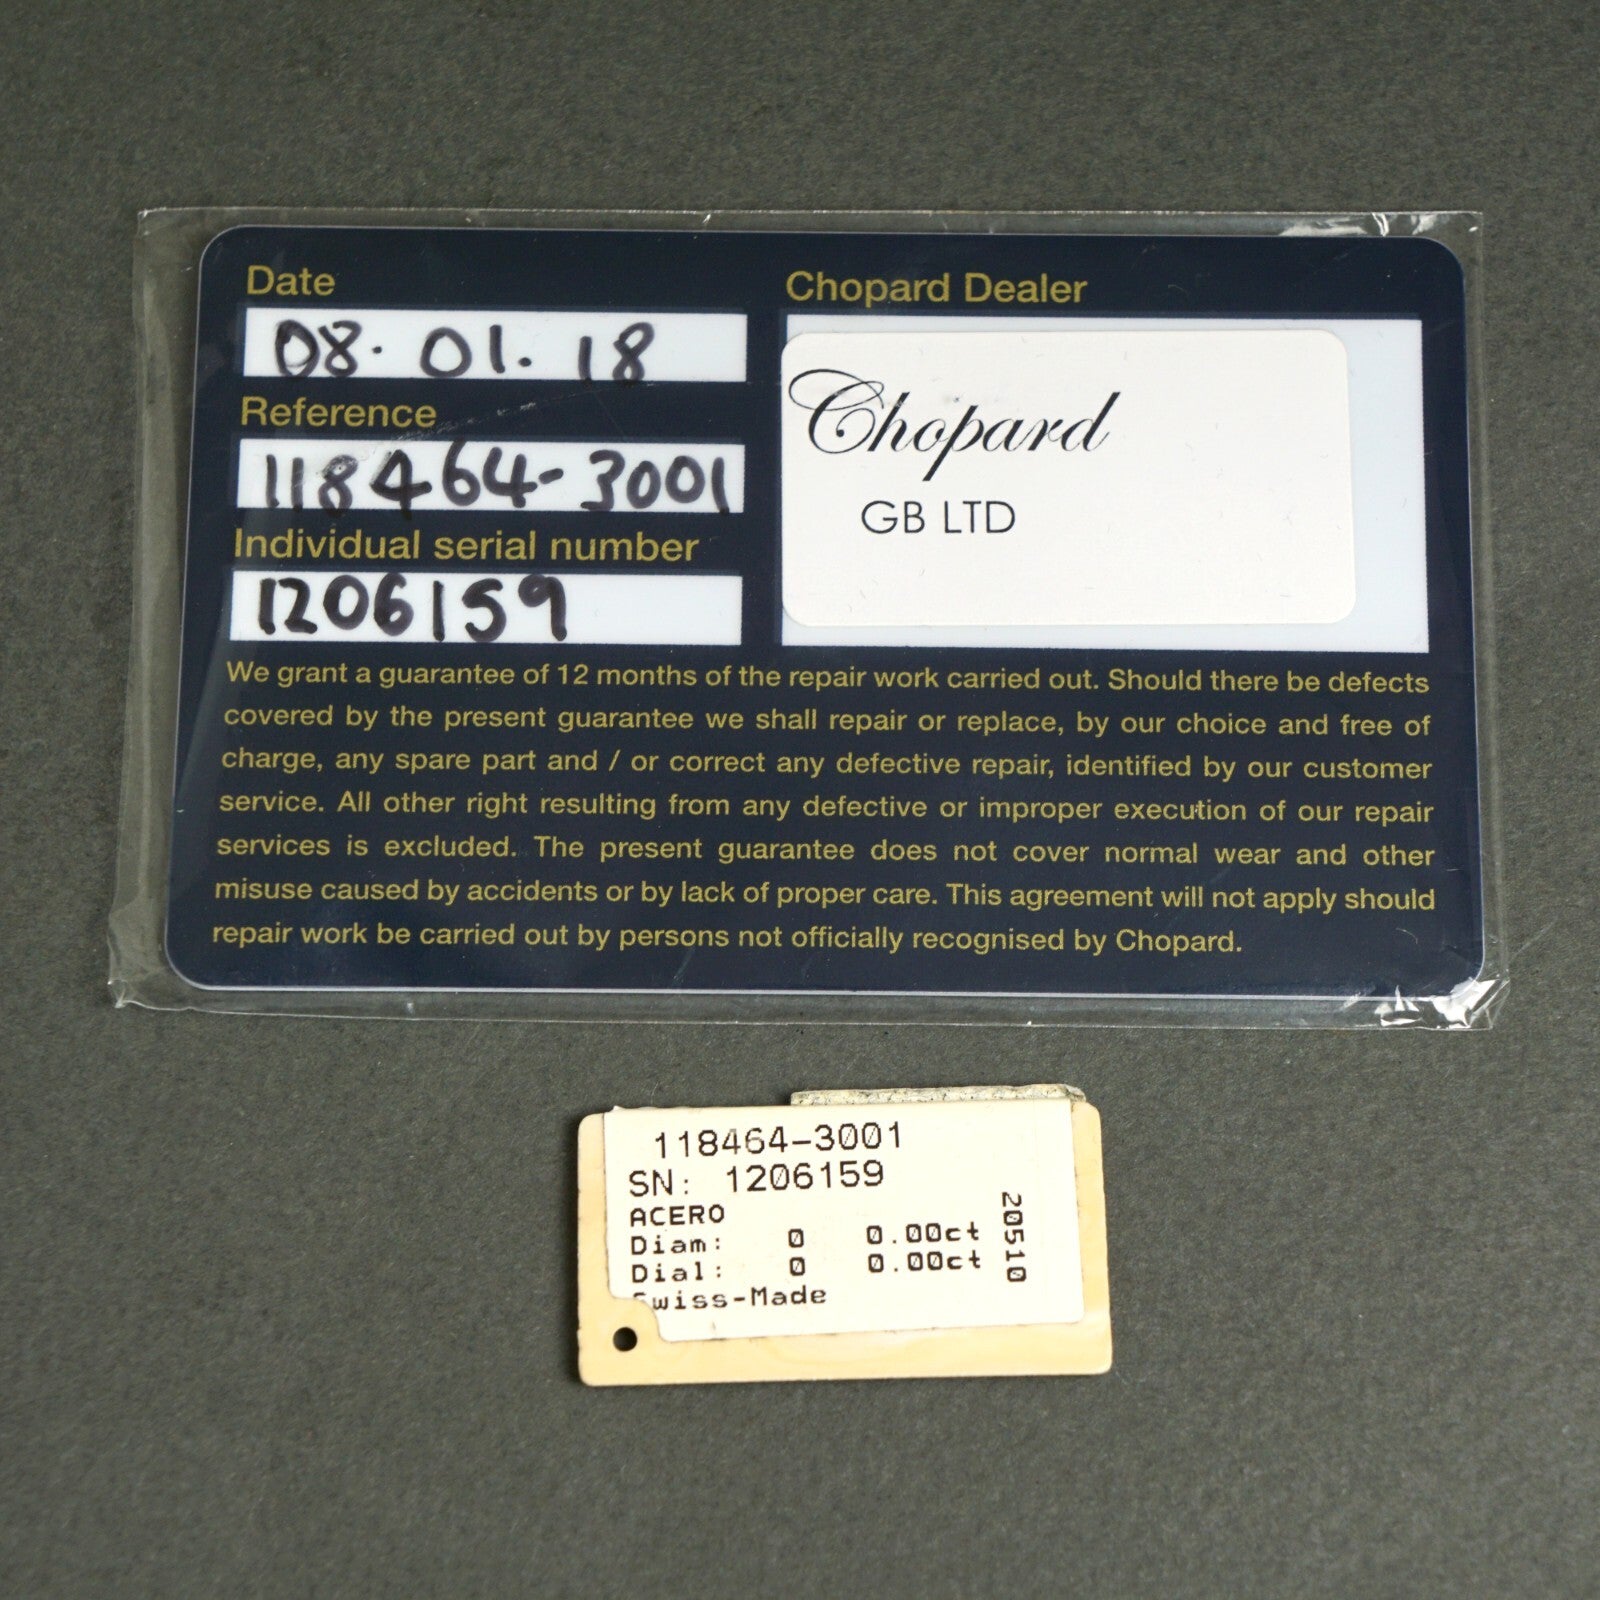 Date
08.01.18
Reference
118464-3001
Individual serial number
1206159
Chopard Dealer
Chopard
GB LTD
We grant a guarantee of 12 months of the repair work carried out. Should there be defects
covered by the present guarantee we shall repair or replace, by our choice and free of
charge, any spare part and / or correct any defective repair, identified by our customer
service. All other right resulting from any defective or improper execution of our repair
services is excluded. The present guarantee does not cover normal wear and other
misuse caused by accidents or by lack of proper care. This agreement will not apply should
repair work be carried out by persons not officially recognised by Chopard.
118464-3001
SN: 1206159
ACERO
Diam: 0 0.00ct
Dial: 0 0.00ct
Swiss-Made
20510